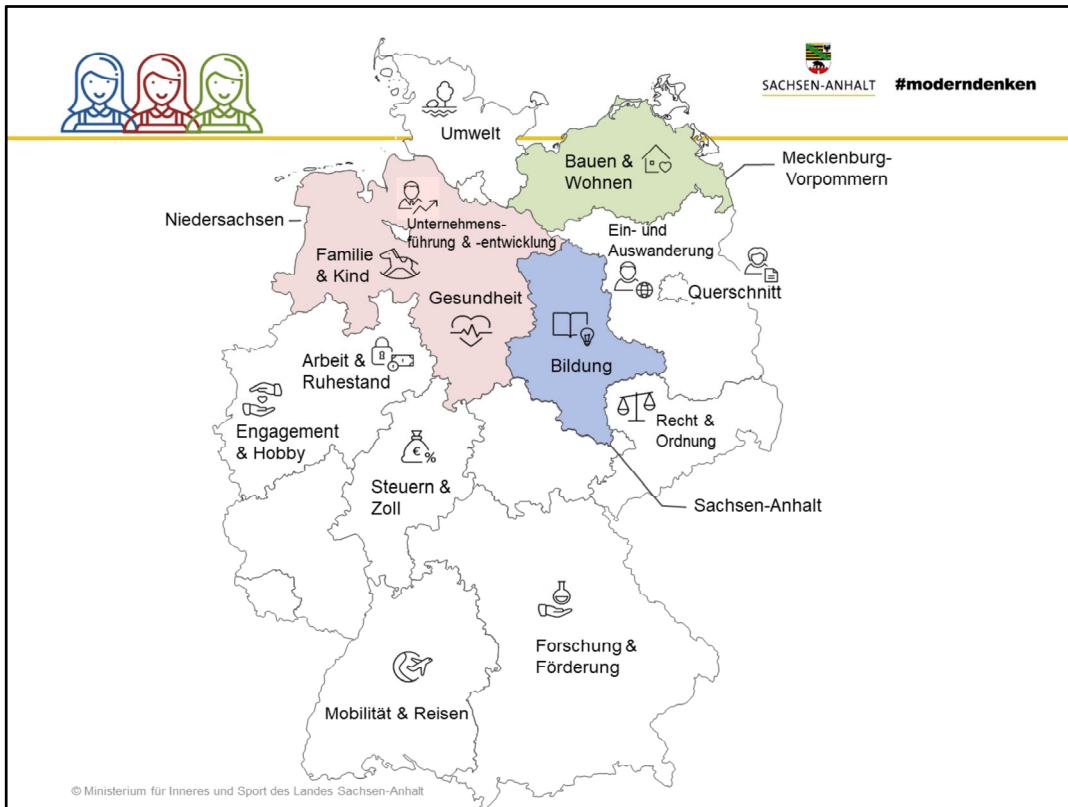 SACHSEN-ANHALT
#moderndenken
Umwelt
Bauen &
Wohnen
Mecklenburg-
Vorpommern
Niedersachsen
Unternehmens-
führung & -entwicklung
Ein- und
Auswanderung
Familie
& Kind
Querschnitt
Gesundheit
Arbeit &
Ruhestand
Bildung
Engagement
& Hobby
Recht &
Ordnung
€ %
Steuern &
Zoll
Sachsen-Anhalt
Forschung &
Förderung
Mobilität & Reisen
© Ministerium für Inneres und Sport des Landes Sachsen-Anhalt